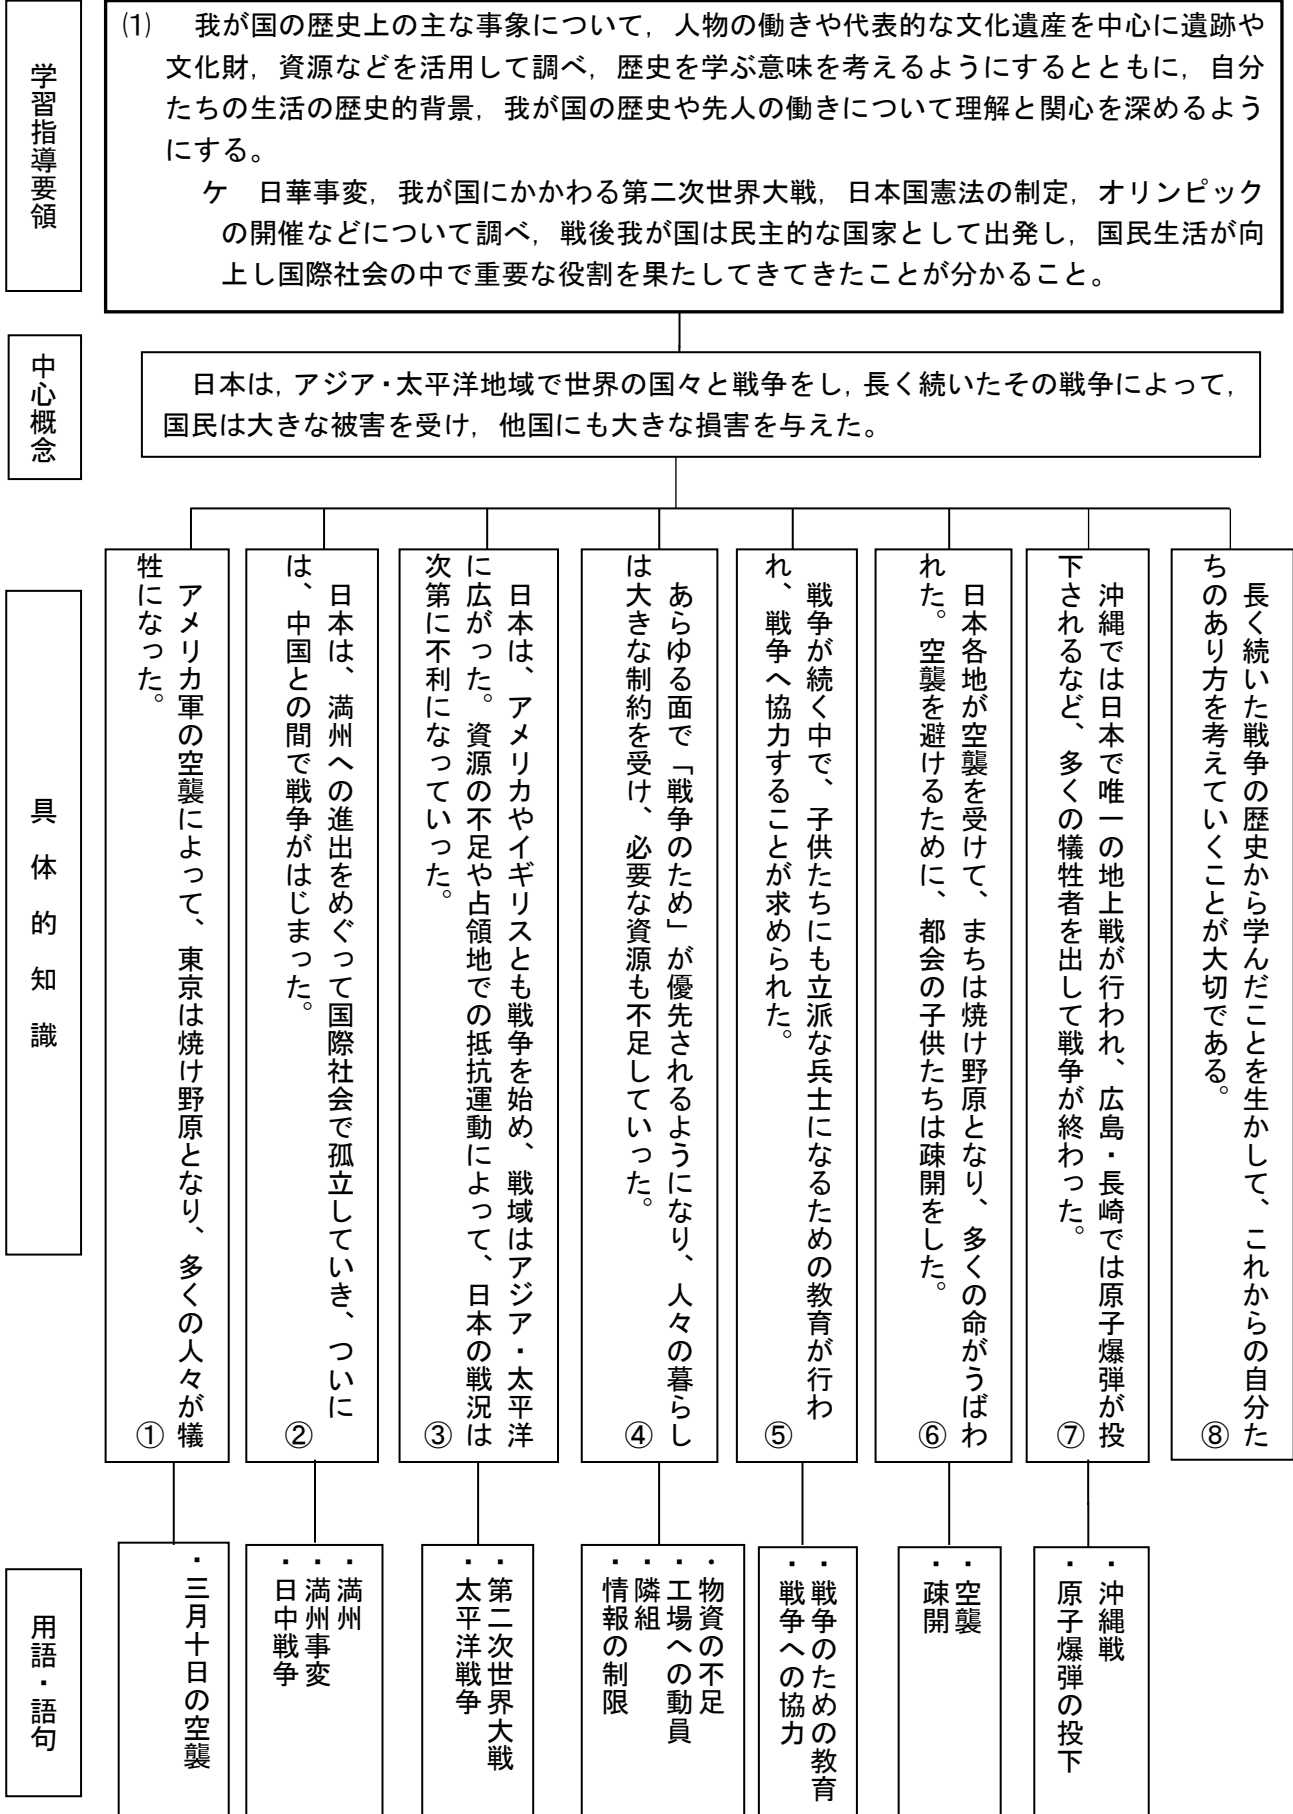 学習指導要領
(1)　我が国の歴史上の主な事象について，人物の働きや代表的な文化遺産を中心に遺跡や
文化財，資源などを活用して調べ，歴史を学ぶ意味を考えるようにするとともに，自分
たちの生活の歴史的背景，我が国の歴史や先人の働きについて理解と関心を深めるよう
にする。
ケ　日華事変，我が国にかかわる第二次世界大戦，日本国憲法の制定，オリンピック
の開催などについて調べ，戦後我が国は民主的な国家として出発し，国民生活が向
上し国際社会の中で重要な役割を果たしてきてきたことが分かること。
中心概念
日本は，アジア・太平洋地域で世界の国々と戦争をし，長く続いたその戦争によって，
国民は大きな被害を受け，他国にも大きな損害を与えた。
具体的知識
アメリカ軍の空襲によって、東京は焼け野原となり、多くの人々が犠
牲になった。　①
日本は、満州への進出をめぐって国際社会で孤立していき、ついに
は、中国との間で戦争がはじまった。　②
日本は、アメリカやイギリスとも戦争を始め、戦域はアジア・太平洋
に広がった。資源の不足や占領地での抵抗運動によって、日本の戦況は
次第に不利になっていった。　③
あらゆる面で「戦争のため」が優先されるようになり、人々の暮らし
は大きな制約を受け、必要な資源も不足していった。　④
戦争が続く中で、子供たちにも立派な兵士になるための教育が行わ
れ、戦争へ協力することが求められた。　⑤
日本各地が空襲を受けて、まちは焼け野原となり、多くの命がうばわ
れた。空襲を避けるために、都会の子供たちは疎開をした。　⑥
沖縄では日本で唯一の地上戦が行われ、広島・長崎では原子爆弾が投
下されるなど、多くの犠牲者を出して戦争が終わった。　⑦
長く続いた戦争の歴史から学んだことを生かして、これからの自分た
ちのあり方を考えていくことが大切である。　⑧
用語・語句
・三月十日の空襲
・満州
・満州事変
・日中戦争
・第二次世界大戦
・太平洋戦争
・物資の不足
・工場への動員
・隣組
・情報の制限
・戦争のための教育
・戦争への協力
・空襲
・疎開
・沖縄戦
・原子爆弾の投下